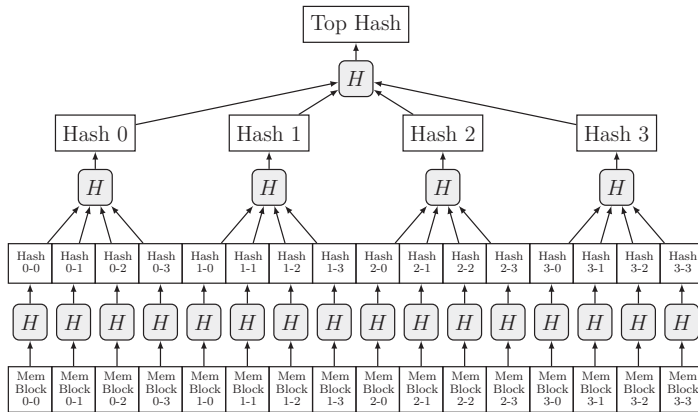 Top Hash
H
Hash 0 Hash 1 Hash 2 Hash 3
H H H H
Hash Hash Hash Hash Hash Hash Hash Hash Hash Hash Hash Hash Hash Hash Hash Hash
0-0 0-1 0-2 0-3 1-0 1-1 1-2 1-3 2-0 2-1 2-2 2-3 3-0 3-1 3-2 3-3
H H H H H H H H H H H H H H H H
Mem Mem Mem Mem Mem Mem Mem Mem Mem Mem Mem Mem Mem Mem Mem Mem
Block Block Block Block Block Block Block Block Block Block Block Block Block Block Block Block
0-0 0-1 0-2 0-3 1-0 1-1 1-2 1-3 2-0 2-1 2-2 2-3 3-0 3-1 3-2 3-3